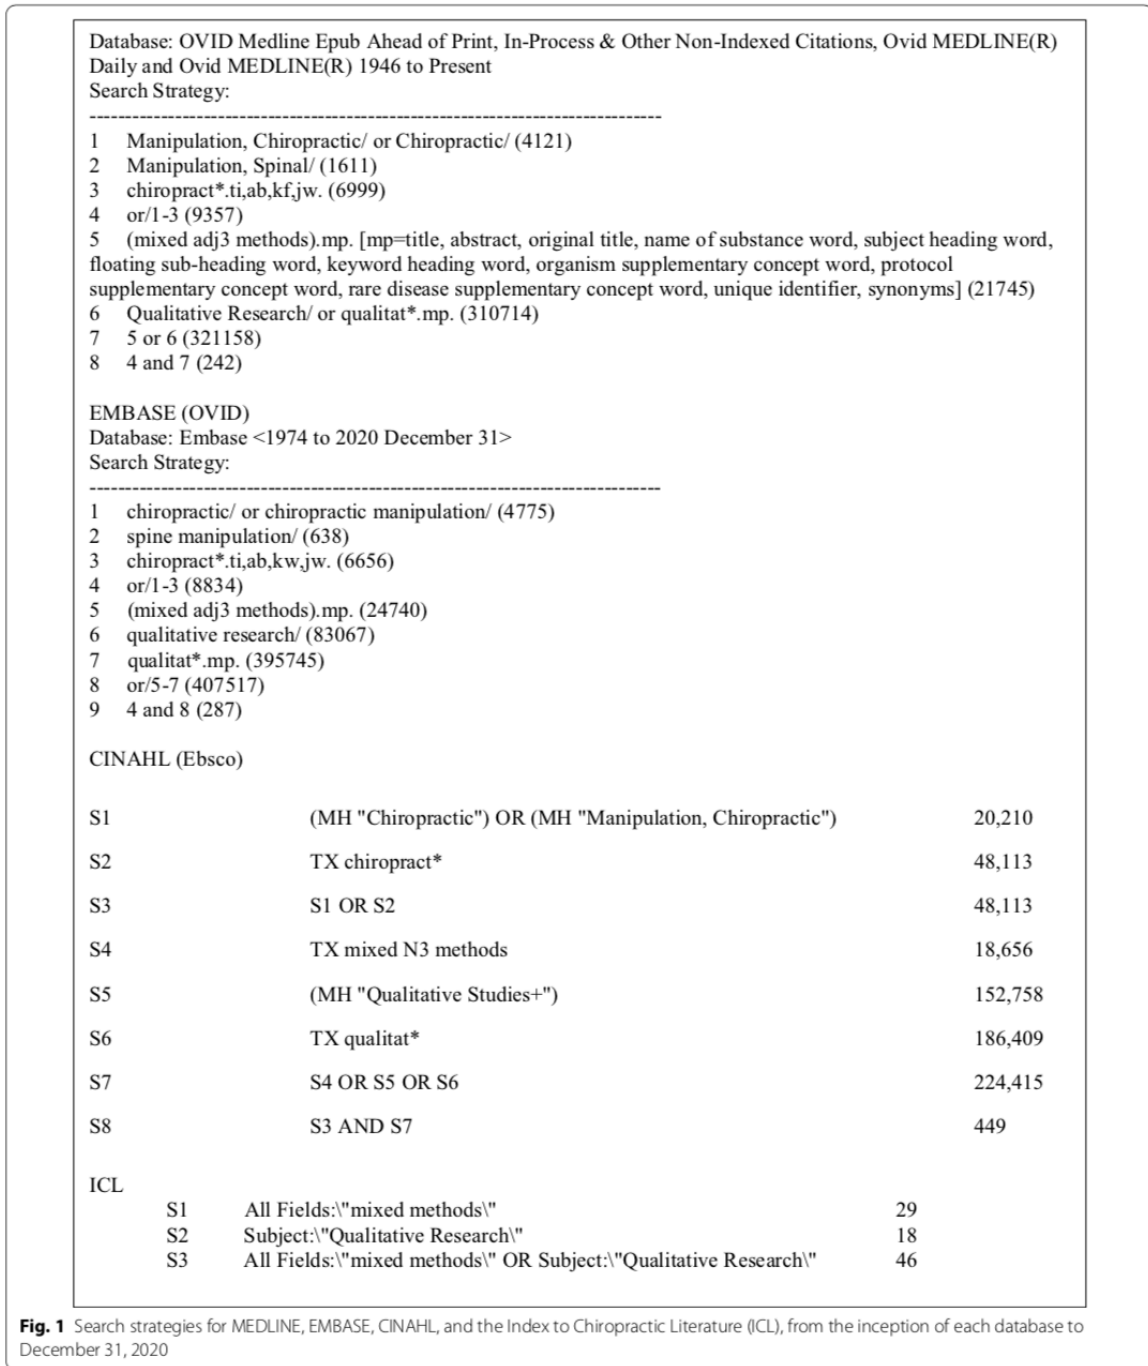 Database: OVID Medline Epub Ahead of Print, In-Process & Other Non-Indexed Citations, Ovid MEDLINE(R)
Daily and Ovid MEDLINE(R) 1946 to Present
Search Strategy:
--------------------------------------------------------------------------------
1 Manipulation, Chiropractic/ or Chiropractic/ (4121)
2 Manipulation, Spinal/ (1611)
3 chiropract*.ti,ab,kf,jw. (6999)
4 or/1-3 (9357)
5 (mixed adj3 methods).mp. [mp=title, abstract, original title, name of substance word, subject heading word,
floating sub-heading word, keyword heading word, organism supplementary concept word, protocol
supplementary concept word, rare disease supplementary concept word, unique identifier, synonyms] (21745)
6 Qualitative Research/ or qualitat*.mp. (310714)
7 5 or 6 (321158)
8 4 and 7 (242)
EMBASE (OVID)
Database: Embase <1974 to 2020 December 31>
Search Strategy:
--------------------------------------------------------------------------------
1 chiropractic/ or chiropractic manipulation/ (4775)
2 spine manipulation/ (638)
3 chiropract*.ti,ab,kw,jw. (6656)
4 or/1-3 (8834)
5 (mixed adj3 methods).mp. (24740)
6 qualitative research/ (83067)
7 qualitat*.mp. (395745)
8 or/5-7 (407517)
9 4 and 8 (287)
CINAHL (Ebsco)
S1 (MH "Chiropractic") OR (MH "Manipulation, Chiropractic") 20,210
S2 TX chiropract* 48,113
S3 S1 OR S2 48,113
S4 TX mixed N3 methods 18,656
S5 (MH "Qualitative Studies+") 152,758
S6 TX qualitat* 186,409
S7 S4 OR S5 OR S6 224,415
S8 S3 AND S7 449
ICL
S1 All Fields:\"mixed methods\" 29
S2 Subject:\"Qualitative Research\" 18
S3 All Fields:\"mixed methods\" OR Subject:\"Qualitative Research\" 46
Fig. 1 Search strategies for MEDLINE, EMBASE, CINAHL, and the Index to Chiropractic Literature (ICL), from the inception of each database to
December 31, 2020